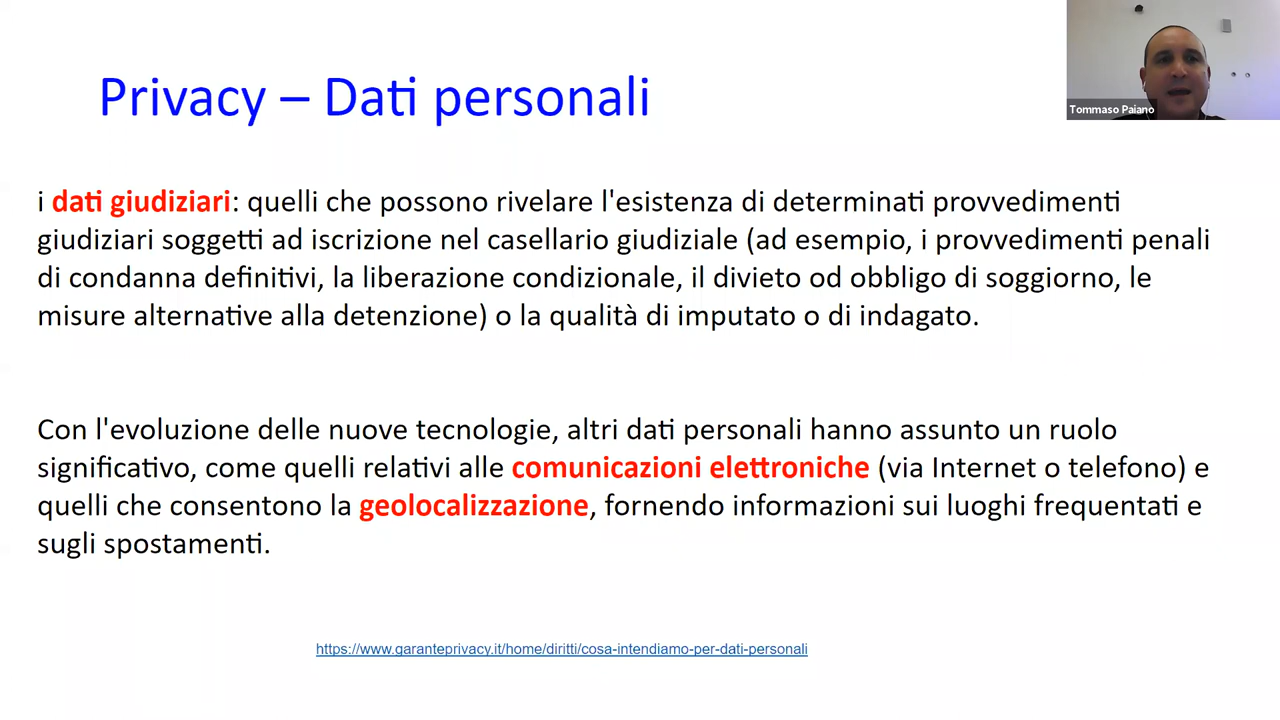 Privacy – Dati personali
Tommaso Paiano
i dati giudiziari: quelli che possono rivelare l'esistenza di determinati provvedimenti
giudiziari soggetti ad iscrizione nel casellario giudiziale (ad esempio, i provvedimenti penali
di condanna definitivi, la liberazione condizionale, il divieto od obbligo di soggiorno, le
misure alternative alla detenzione) o la qualità di imputato o di indagato.
Con l'evoluzione delle nuove tecnologie, altri dati personali hanno assunto un ruolo
significativo, come quelli relativi alle comunicazioni elettroniche (via Internet o telefono) e
quelli che consentono la geolocalizzazione, fornendo informazioni sui luoghi frequentati e
sugli spostamenti.
https://www.garanteprivacy.it/home/diritti/cosa-intendiamo-per-dati-personali